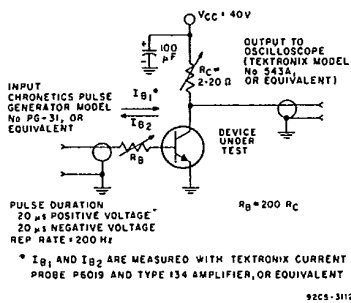 VCC = 40V
100
μF
RC=
2-20 Ω
OUTPUT TO
OSCILLOSCOPE
(TEKTRONIX MODEL
No 543A,
OR EQUIVALENT)
INPUT
CHRONETICS PULSE
GENERATOR MODEL
No PG-31, OR
EQUIVALENT
IB1*
IB2
DEVICE
UNDER
TEST
RB
PULSE DURATION
20 μs POSITIVE VOLTAGE
20 μs NEGATIVE VOLTAGE
REP RATE = 200 Hz
RB=200 RC
* IB1 AND IB2 ARE MEASURED WITH TEKTRONIX CURRENT
PROBE P6019 AND TYPE 134 AMPLIFIER, OR EQUIVALENT